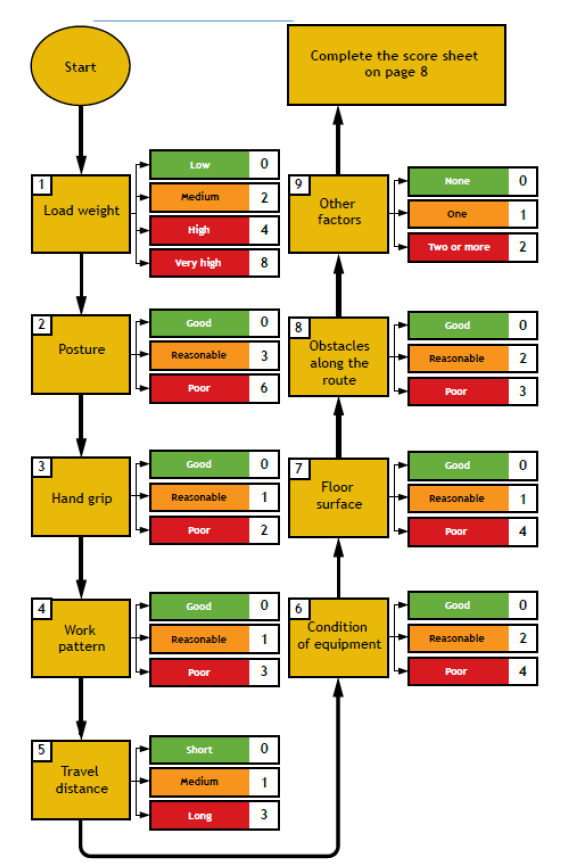 Start
1
Load weight
Low 0
Medium 2
High 4
Very high 8
2
Posture
Good 0
Reasonable 3
Poor 6
3
Hand grip
Good 0
Reasonable 1
Poor 2
4
Work
pattern
Good 0
Reasonable 1
Poor 3
5
Travel
distance
Short 0
Medium 1
Long 3
6
Condition
of equipment
Good 0
Reasonable 2
Poor 4
7
Floor
surface
Good 0
Reasonable 1
Poor 4
8
Obstacles
along the
route
Good 0
Reasonable 2
Poor 3
9
Other
factors
None 0
One 1
Two or more 2
Complete the score sheet
on page 8